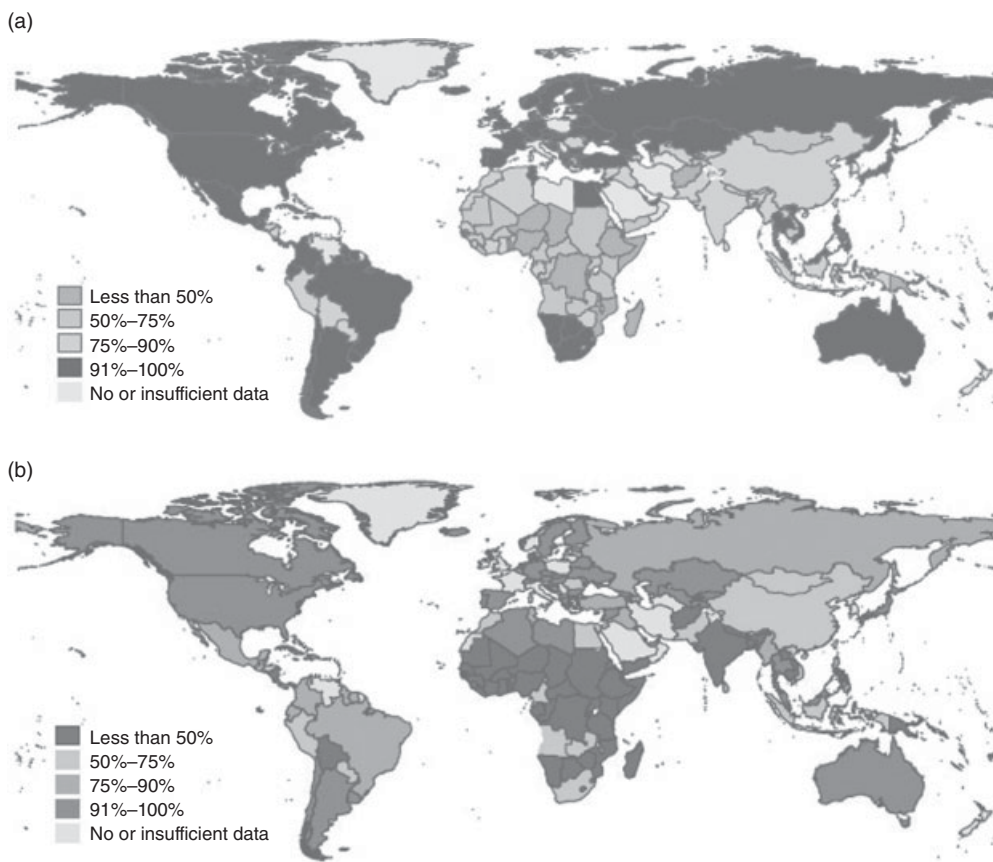 (a)
Less than 50%
50%–75%
75%–90%
91%–100%
No or insufficient data
(b)
Less than 50%
50%–75%
75%–90%
91%–100%
No or insufficient data